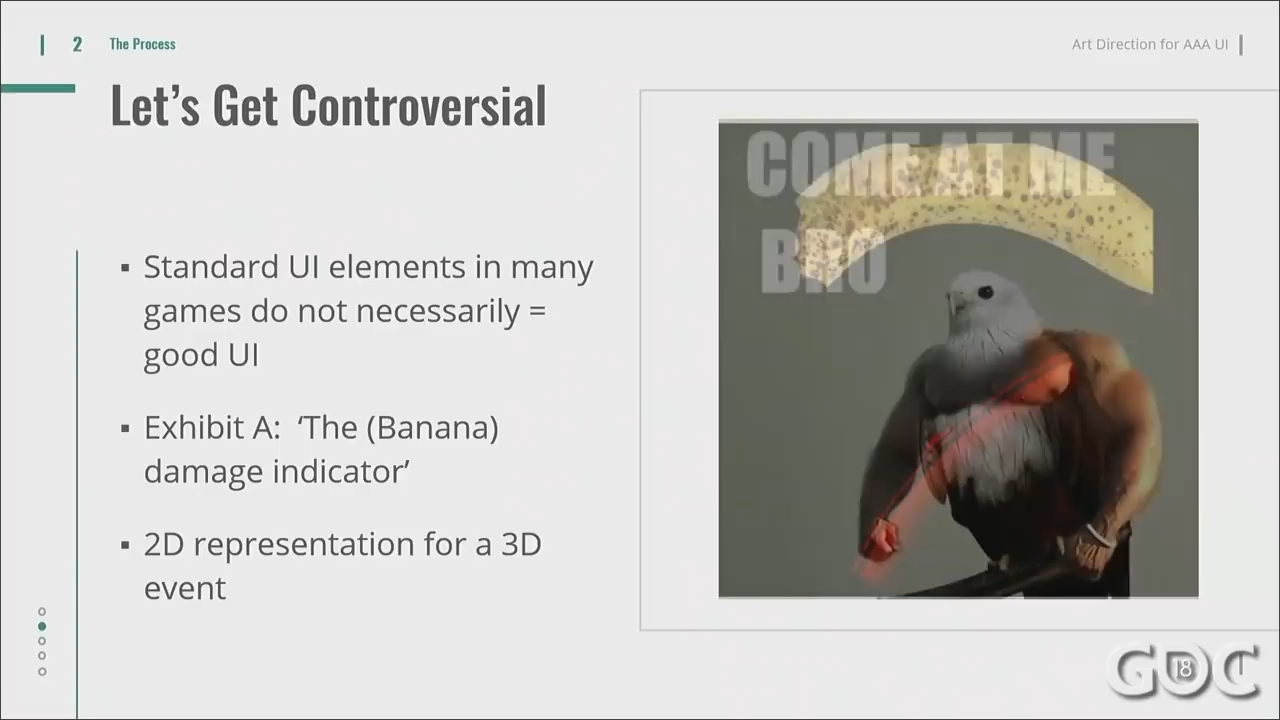 2 The Process
Art Direction for AAA UI
Let’s Get Controversial
COME AT ME
BRO
▪ Standard UI elements in many
games do not necessarily =
good UI
▪ Exhibit A:  ‘The (Banana)
damage indicator’
▪ 2D representation for a 3D
event
GDC
18